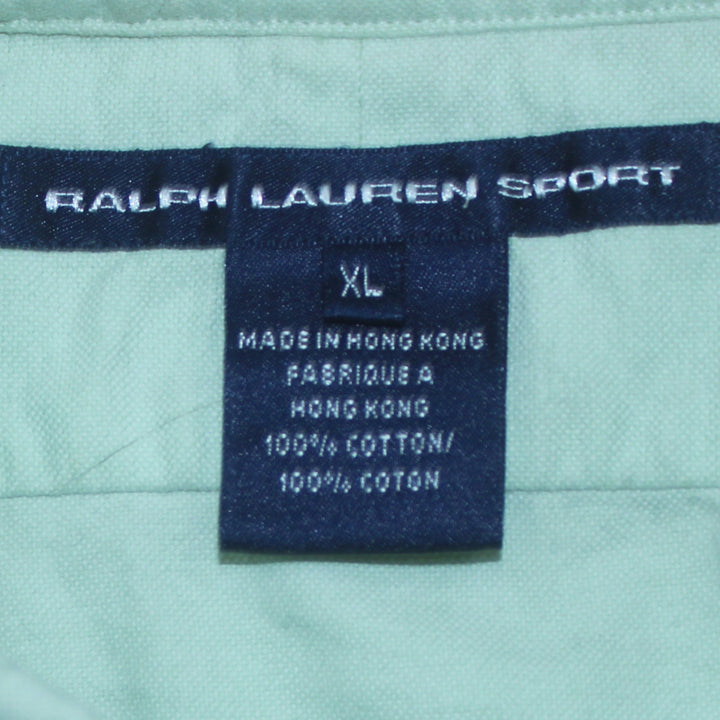 RALPH LAUREN SPORT
XL
MADE IN HONG KONG
FABRIQUE A
HONG KONG
100% COTTON/
100% COTON